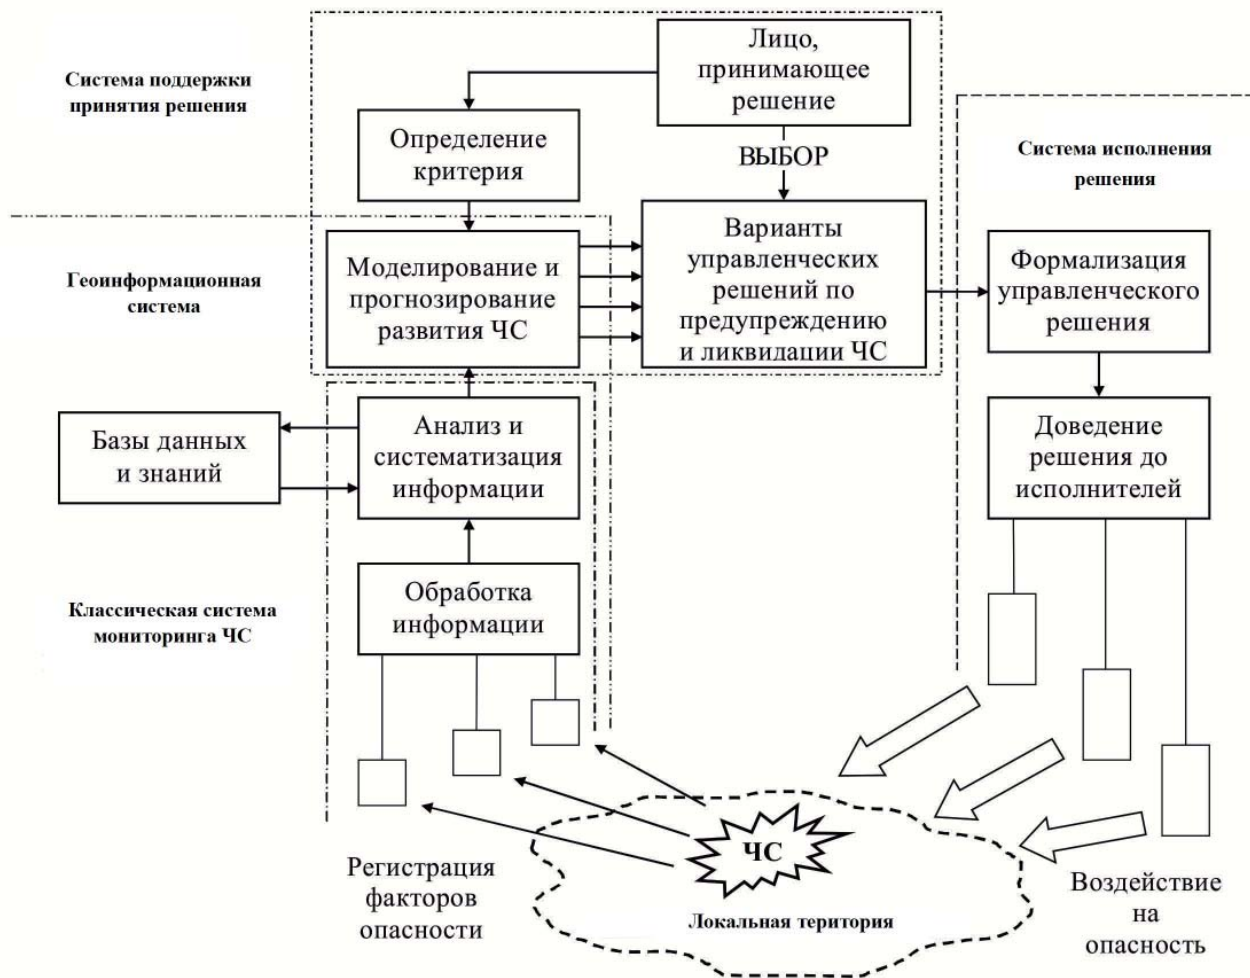 Лицо,
принимающее
решение
Система поддержки
принятия решения
Определение
критерия
ВЫБОР
Система исполнения
решения
Варианты
управленческих
решений по
предупреждению
и ликвидации ЧС
Геоинформационная
система
Моделирование и
прогнозирование
развития ЧС
Формализация
управленческого
решения
Базы данных
и знаний
Анализ и
систематизация
информации
Доведение
решения до
исполнителей
Классическая система
мониторинга ЧС
Обработка
информации
ЧС
Регистрация
факторов
опасности
Локальная територия
Воздействие
на
опасность